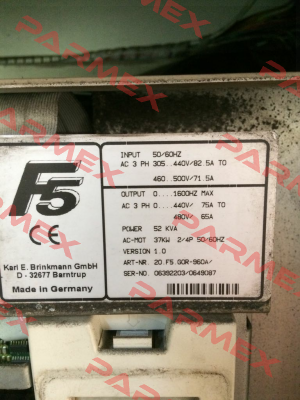 PARMEX
INPUT 50/60HZ
AC 3 PH 305...440V/82.5A TO
460..500V/71.5A
OUTPUT 0...1600HZ MAX
AC 3 PH 0...440V/ 75A TO
480V/ 65A
POWER 52 KVA
AC-MOT 37KW 2/4P 50/60HZ
VERSION 1.0
ART-NR. 20.F5.G0R-960A/
SER-NO. 06392203/0649087
F5
CE
Karl E. Brinkmann GmbH
D - 32677 Barntrup
Made in Germany
PARMEX
PARMEX